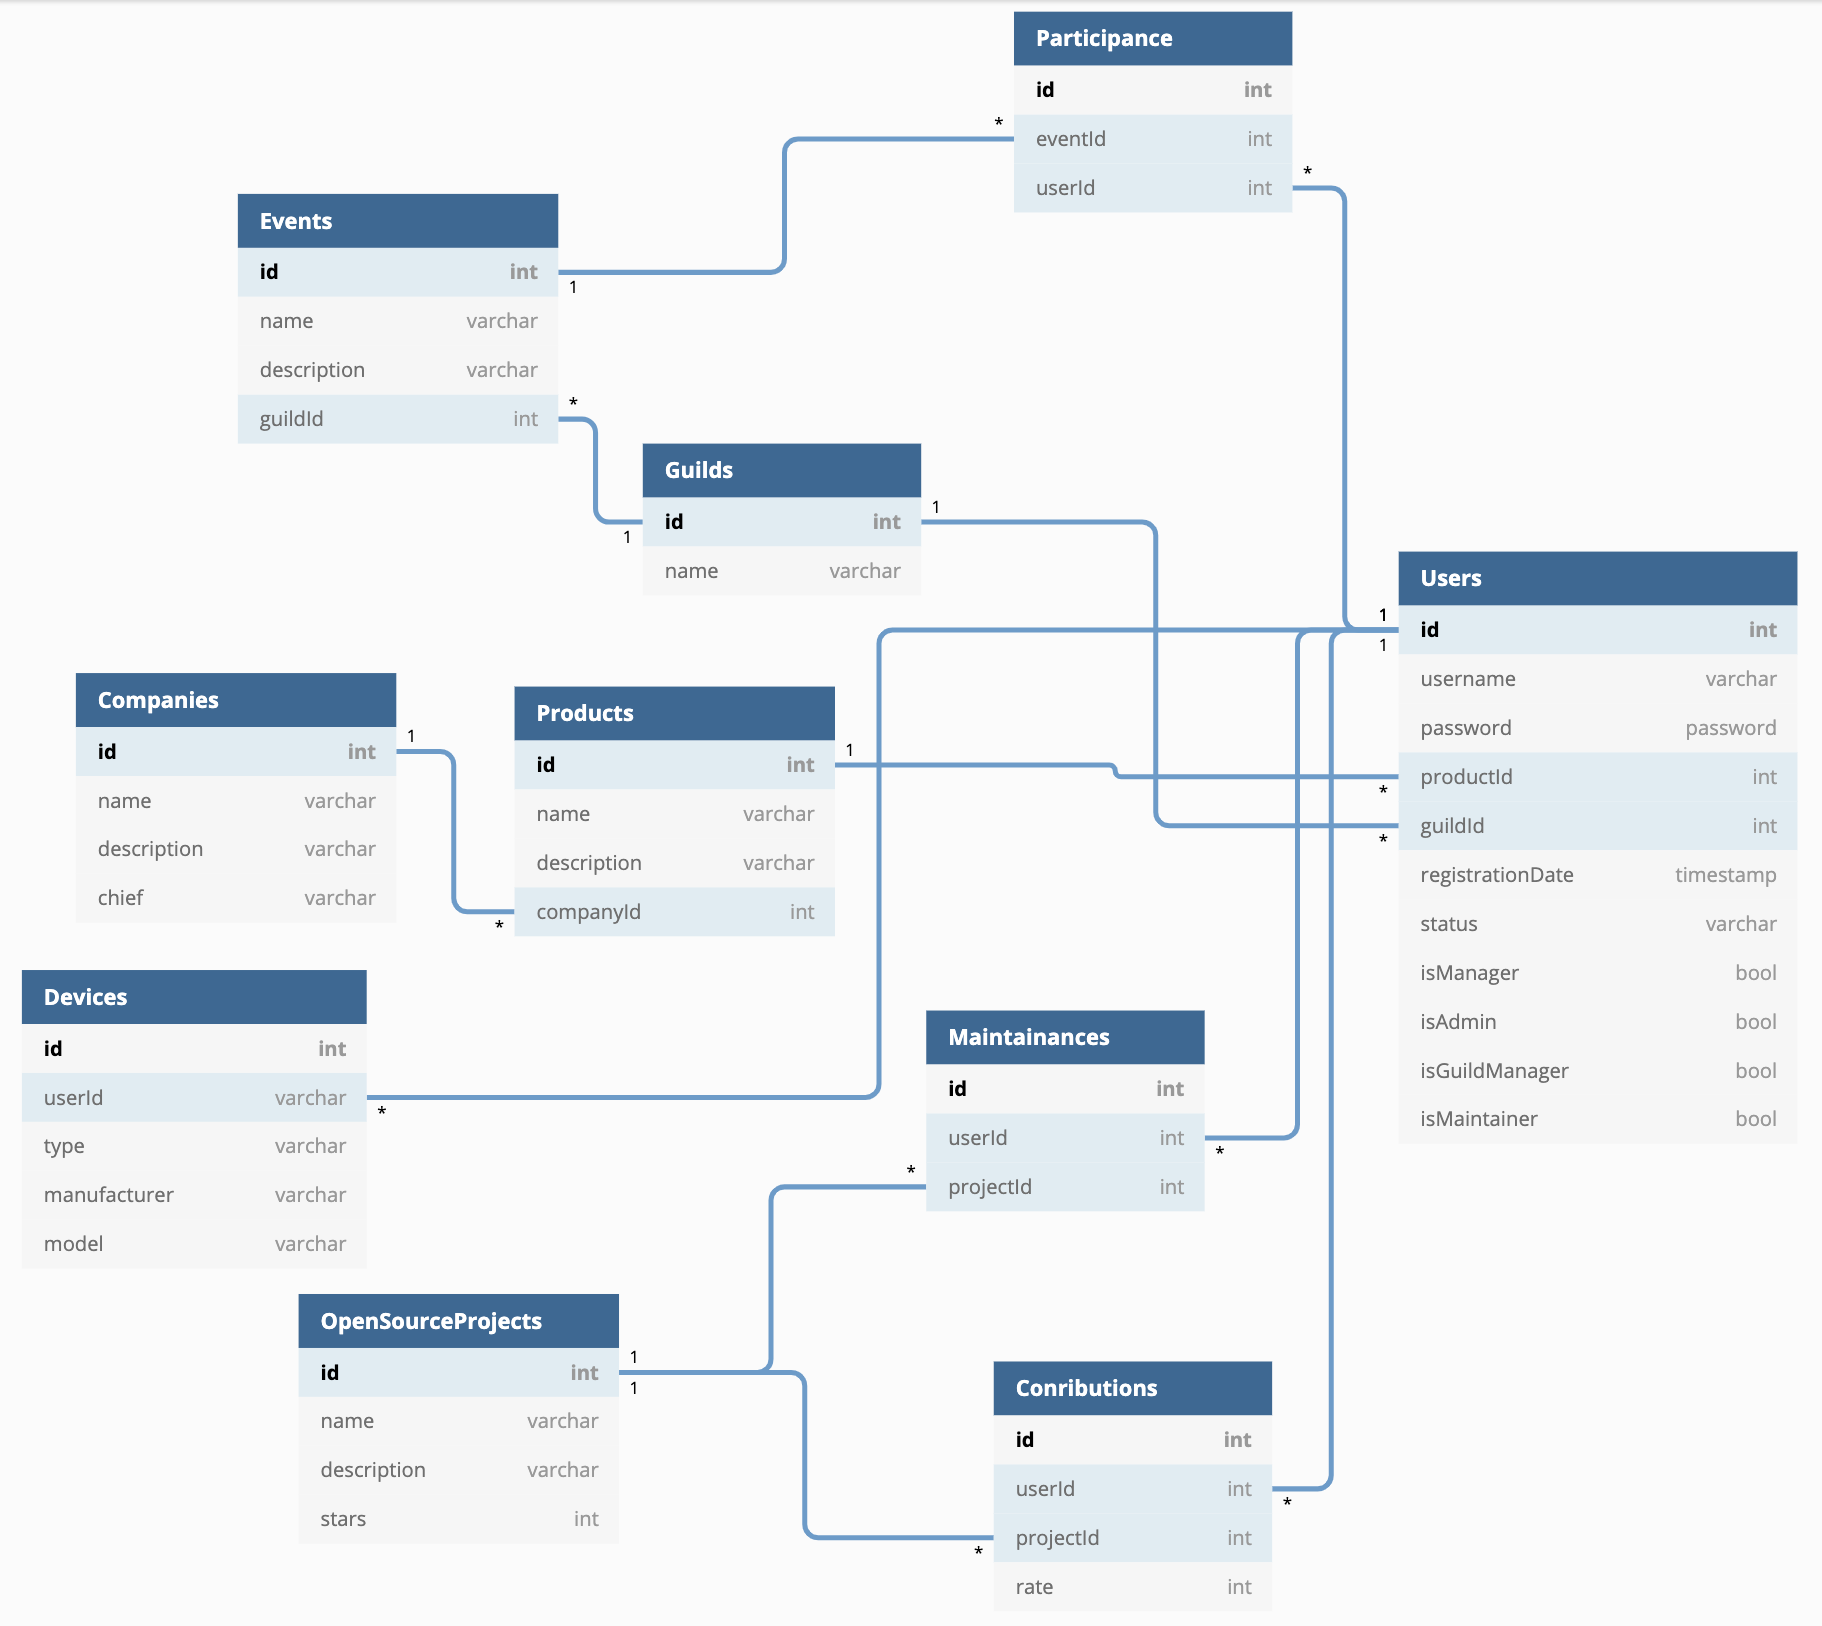 Participance
id int
* eventId int
userId int *
Events
id int
1
name varchar
description varchar
guildId int *
Guilds
1 id int 1
name varchar
Users
1 id int
1
username varchar
password password
productId int
*
guildId int
*
registrationDate timestamp
status varchar
isManager bool
isAdmin bool
isGuildManager bool
isMaintainer bool
Companies
id int 1
name varchar
description varchar
chief varchar
Products
id int 1
name varchar
description varchar
companyId int
*
Devices
id int
userId varchar
*
type varchar
manufacturer varchar
model varchar
Maintainances
id int
userId int
*
* projectId int
OpenSourceProjects
1
id int
1
name varchar
description varchar
stars int
Conributions
id int
userId int
*
projectId int
*
rate int